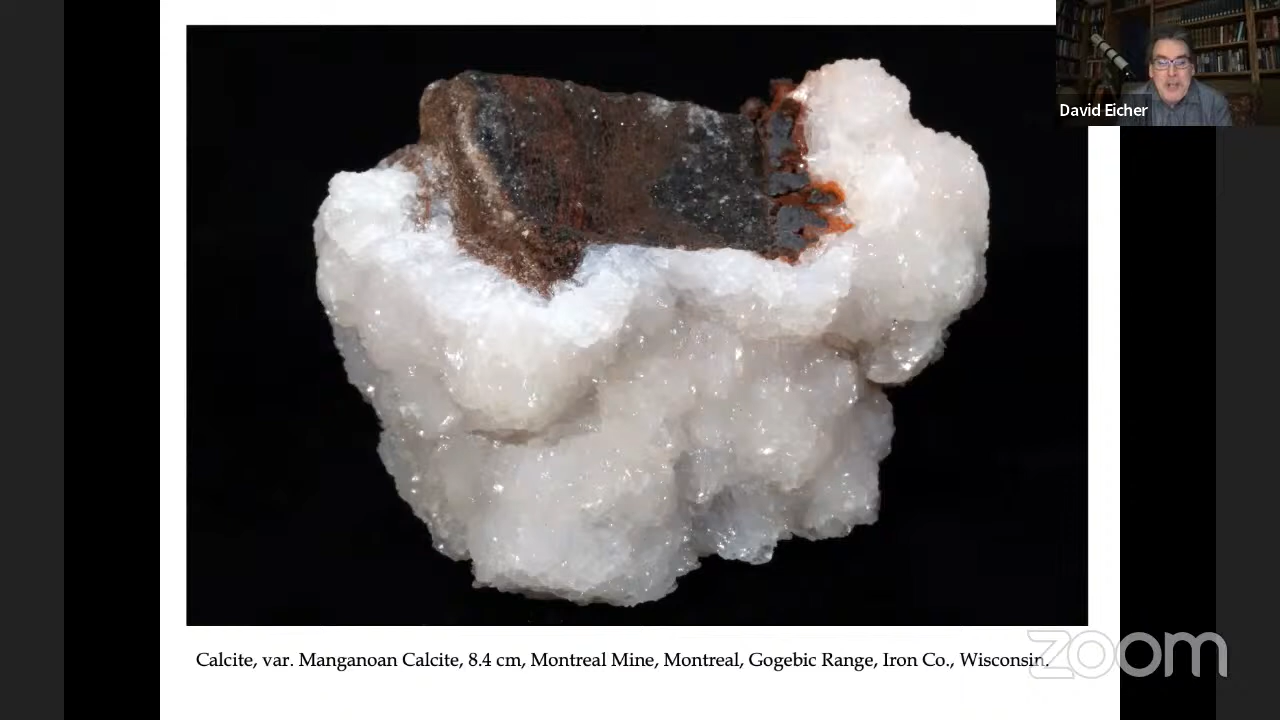 David Eicher
Calcite, var. Manganoan Calcite, 8.4 cm, Montreal Mine, Montreal, Gogebic Range, Iron Co., Wisconsin.
zoom